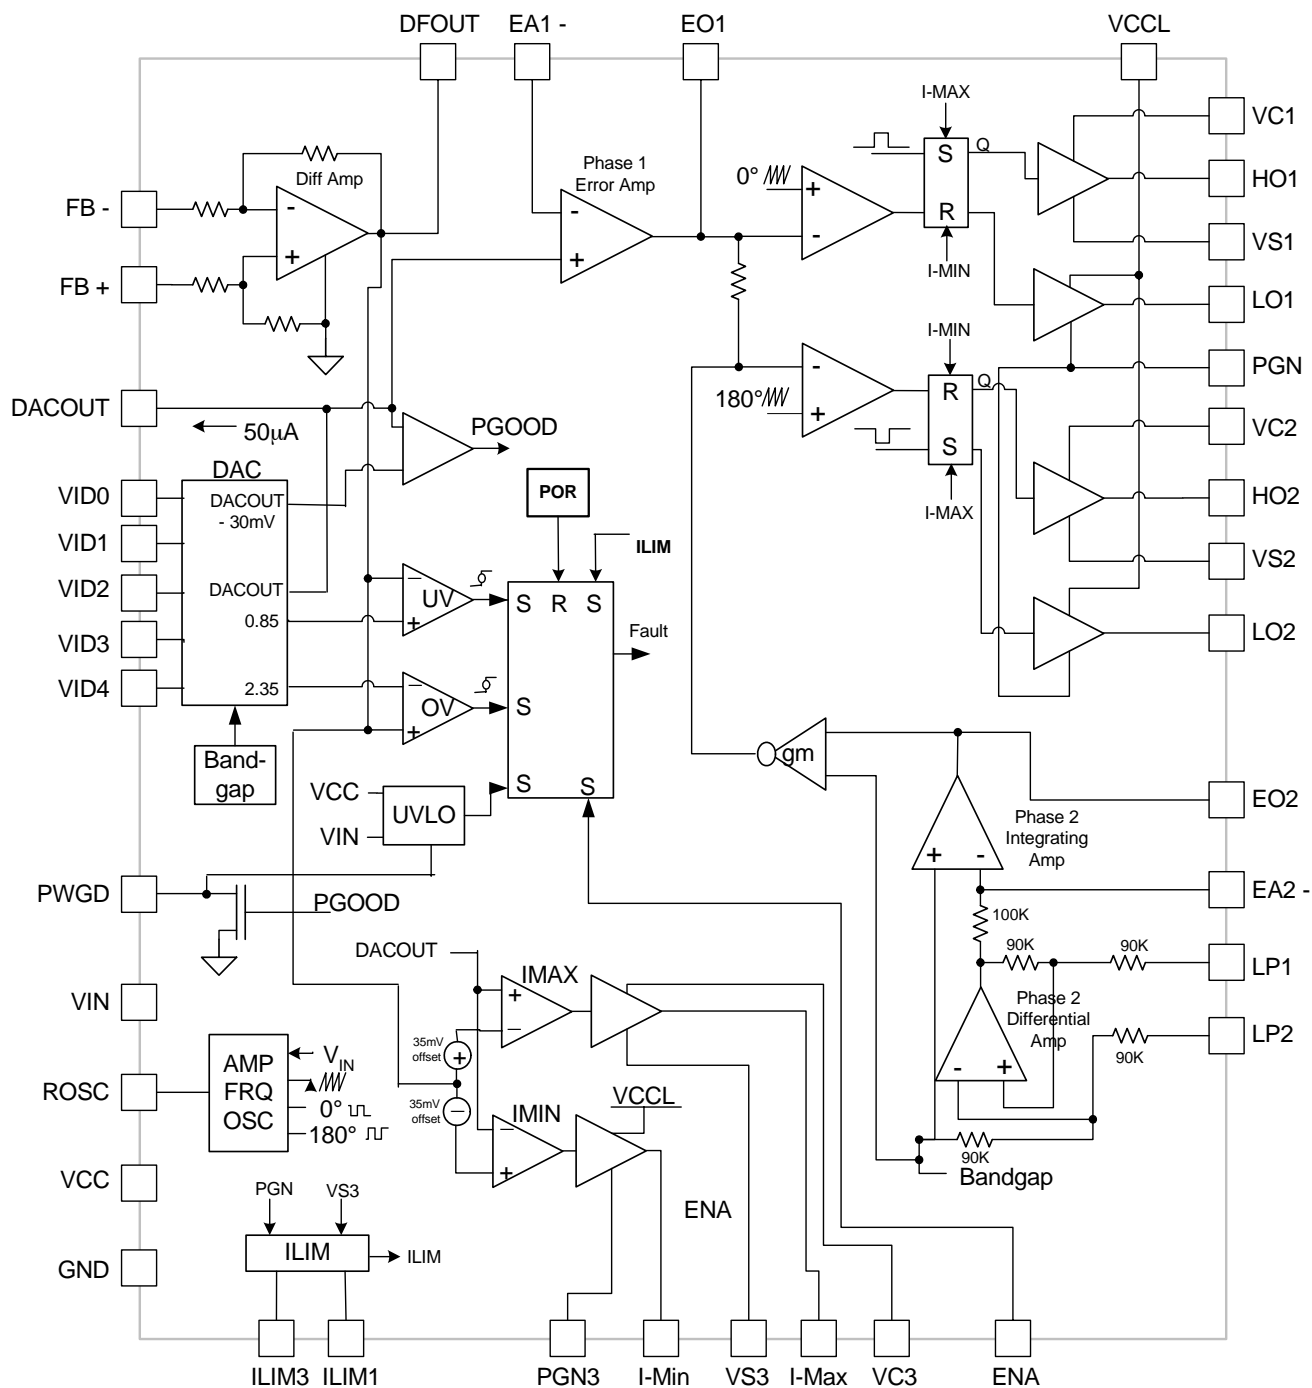 DFOUT
EA1 -
EO1
VCCL
I-MAX
VC1
S
Q
Diff Amp
Phase 1
Error Amp
0°
+
HO1
FB -
-
-
R
+
+
-
VS1
FB +
I-MIN
LO1
I-MIN
PGN
-
R
Q
180°
+
DACOUT
50µA
PGOOD
VC2
S
DAC
VID0
DACOUT
- 30mV
POR
HO2
I-MAX
VID1
ILIM
VS2
VID2
DACOUT
−
UV
S
R
S
0.85
+
VID3
Fault
LO2
VID4
2.35
−
OV
S
+
Band-
gap
gm
VCC
S
S
EO2
UVLO
VIN
Phase 2
Integrating
Amp
+
-
PWGD
PGOOD
EA2 -
100K
DACOUT
90K
90K
LP1
IMAX
VIN
+
−
Phase 2
Differential
Amp
LP2
35mV
offset
+
90K
AMP
FRQ
OSC
VIN
-
+
ROSC
0°
35mV
offset
−
VCCL
180°
IMIN
−
+
90K
VCC
Bandgap
PGN
VS3
ENA
ILIM
ILIM
GND
ILIM3
ILIM1
PGN3
I-Min
VS3
I-Max
VC3
ENA